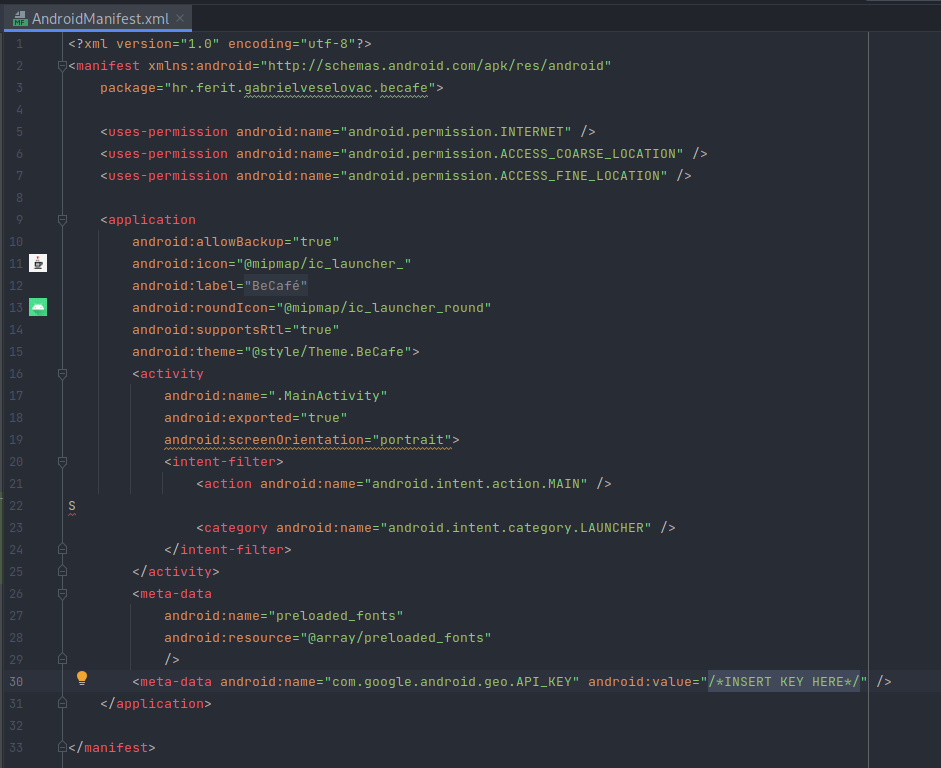 AndroidManifest.xml
1 <?xml version="1.0" encoding="utf-8"?>
2 <manifest xmlns:android="http://schemas.android.com/apk/res/android"
3 package="hr.ferit.gabrielveselovac.becafe">
4
5 <uses-permission android:name="android.permission.INTERNET" />
6 <uses-permission android:name="android.permission.ACCESS_COARSE_LOCATION" />
7 <uses-permission android:name="android.permission.ACCESS_FINE_LOCATION" />
8
9 <application
10 android:allowBackup="true"
11 android:icon="@mipmap/ic_launcher_"
12 android:label="BeCafé"
13 android:roundIcon="@mipmap/ic_launcher_round"
14 android:supportsRtl="true"
15 android:theme="@style/Theme.BeCafe">
16 <activity
17 android:name=".MainActivity"
18 android:exported="true"
19 android:screenOrientation="portrait">
20 <intent-filter>
21 <action android:name="android.intent.action.MAIN" />
22 S
23 <category android:name="android.intent.category.LAUNCHER" />
24 </intent-filter>
25 </activity>
26 <meta-data
27 android:name="preloaded_fonts"
28 android:resource="@array/preloaded_fonts"
29 />
30 <meta-data android:name="com.google.android.geo.API_KEY" android:value="/*INSERT KEY HERE*/" />
31 </application>
32
33 </manifest>